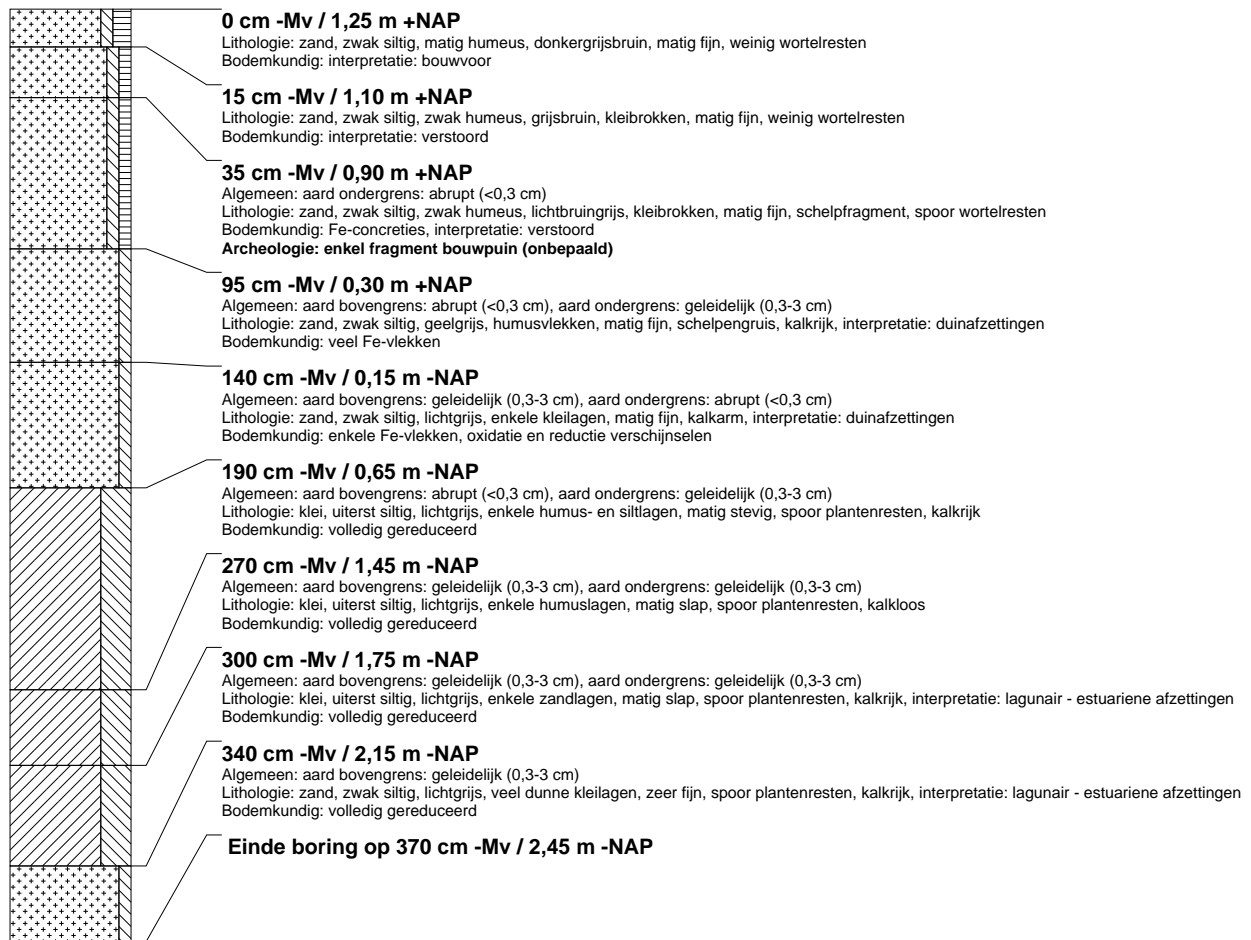 0 cm -Mv / 1,25 m +NAP
Lithologie: zand, zwak siltig, matig humeus, donkergrijsbruin, matig fijn, weinig wortelresten
Bodemkundig: interpretatie: bouwvoor
15 cm -Mv / 1,10 m +NAP
Lithologie: zand, zwak siltig, zwak humeus, grijsbruin, kleibrokken, matig fijn, weinig wortelresten
Bodemkundig: interpretatie: verstoord
35 cm -Mv / 0,90 m +NAP
Algemeen: aard ondergrens: abrupt (<0,3 cm)
Lithologie: zand, zwak siltig, zwak humeus, lichtbruingrijs, kleibrokken, matig fijn, schelpfragment, spoor wortelresten
Bodemkundig: Fe-concreties, interpretatie: verstoord
Archeologie: enkel fragment bouwpuin (onbepaald)
95 cm -Mv / 0,30 m +NAP
Algemeen: aard bovengrens: abrupt (<0,3 cm), aard ondergrens: geleidelijk (0,3-3 cm)
Lithologie: zand, zwak siltig, geelgrijs, humusvlekken, matig fijn, schelpengruis, kalkrijk, interpretatie: duinafzettingen
Bodemkundig: veel Fe-vlekken
140 cm -Mv / 0,15 m -NAP
Algemeen: aard bovengrens: geleidelijk (0,3-3 cm), aard ondergrens: abrupt (<0,3 cm)
Lithologie: zand, zwak siltig, lichtgrijs, enkele kleilagen, matig fijn, kalkarm, interpretatie: duinafzettingen
Bodemkundig: enkele Fe-vlekken, oxidatie en reductie verschijnselen
190 cm -Mv / 0,65 m -NAP
Algemeen: aard bovengrens: abrupt (<0,3 cm), aard ondergrens: geleidelijk (0,3-3 cm)
Lithologie: klei, uiterst siltig, lichtgrijs, enkele humus- en siltlagen, matig stevig, spoor plantenresten, kalkrijk
Bodemkundig: volledig gereduceerd
270 cm -Mv / 1,45 m -NAP
Algemeen: aard bovengrens: geleidelijk (0,3-3 cm), aard ondergrens: geleidelijk (0,3-3 cm)
Lithologie: klei, uiterst siltig, lichtgrijs, enkele humuslagen, matig slap, spoor plantenresten, kalkloos
Bodemkundig: volledig gereduceerd
300 cm -Mv / 1,75 m -NAP
Algemeen: aard bovengrens: geleidelijk (0,3-3 cm), aard ondergrens: geleidelijk (0,3-3 cm)
Lithologie: klei, uiterst siltig, lichtgrijs, enkele zandlagen, matig slap, spoor plantenresten, kalkrijk, interpretatie: lagunair - estuariene afzettingen
Bodemkundig: volledig gereduceerd
340 cm -Mv / 2,15 m -NAP
Algemeen: aard bovengrens: geleidelijk (0,3-3 cm)
Lithologie: zand, zwak siltig, lichtgrijs, veel dunne kleilagen, zeer fijn, spoor plantenresten, kalkrijk, interpretatie: lagunair - estuariene afzettingen
Bodemkundig: volledig gereduceerd
Einde boring op 370 cm -Mv / 2,45 m -NAP